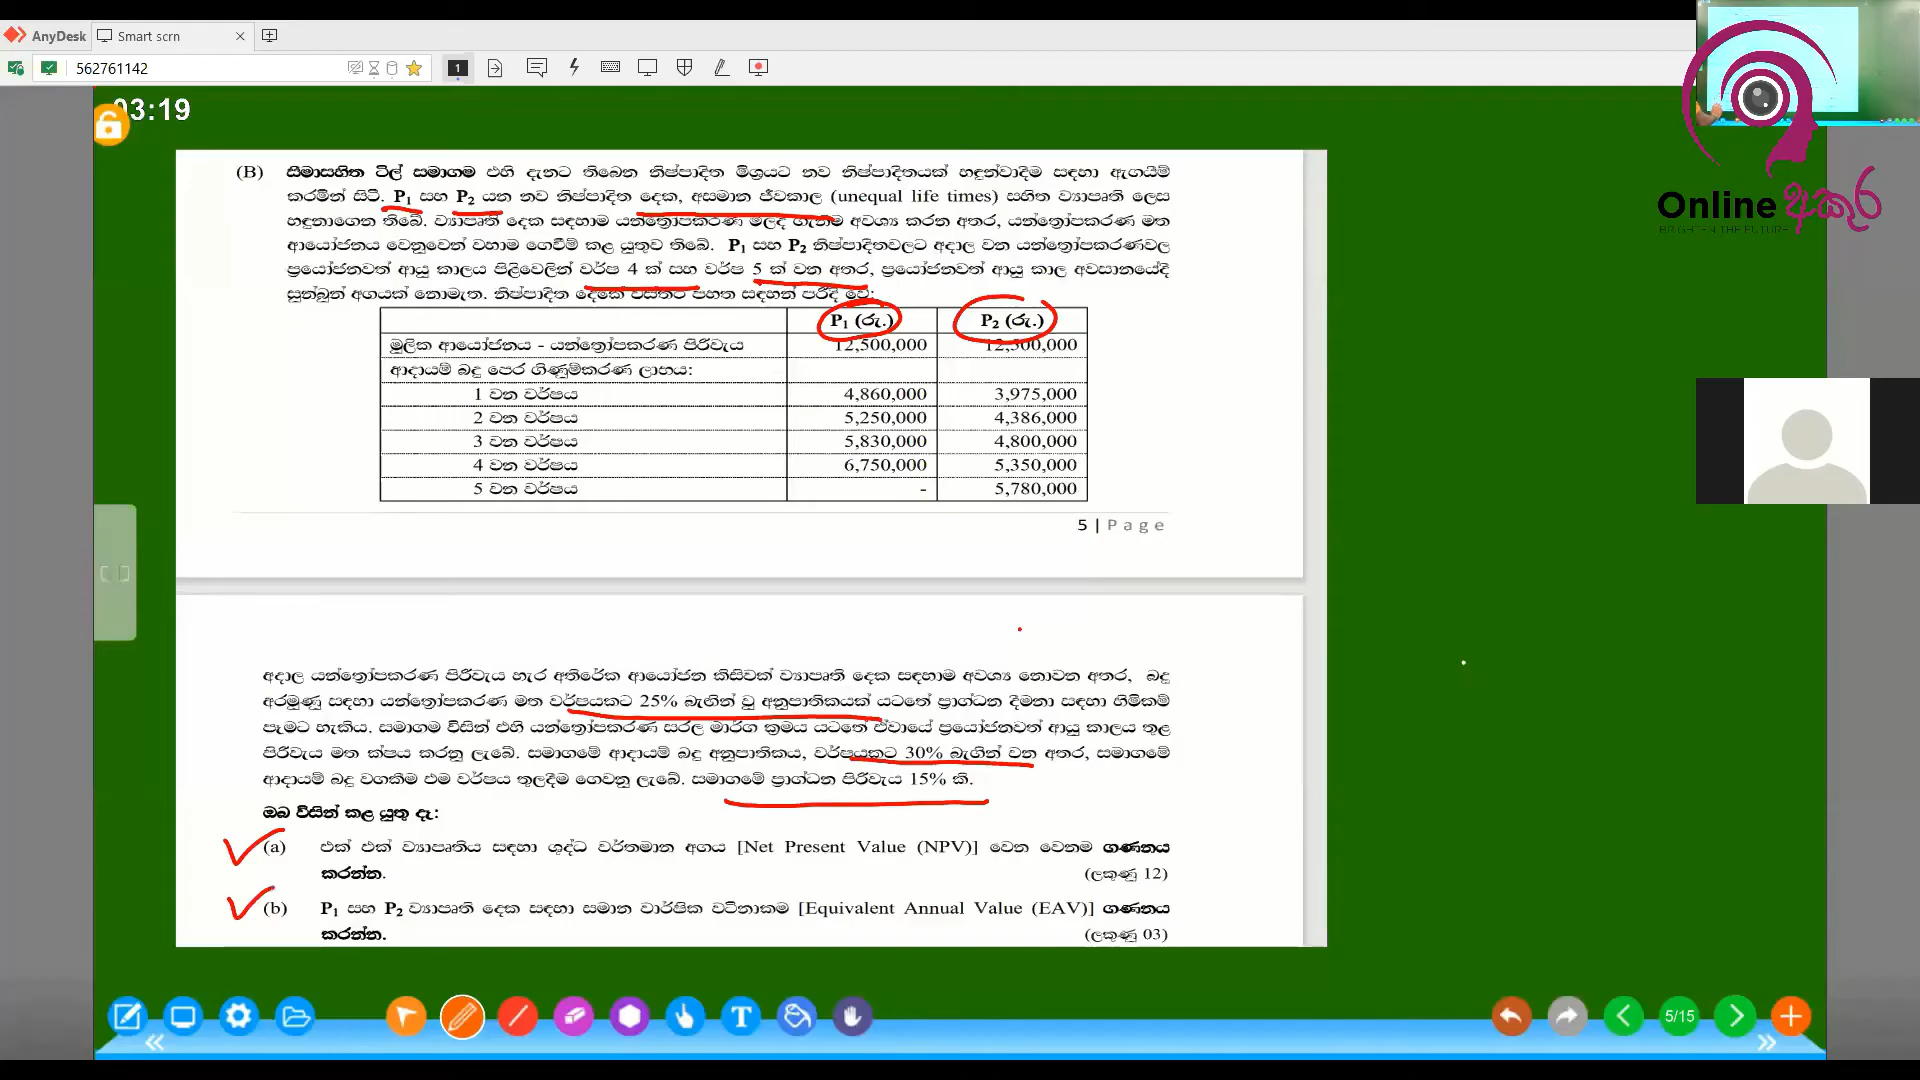 AnyDesk
Smart scrn
562761142
1
03:19
Online අකුර
BRIGHTEN THE FUTURE
(B) සීමාසහිත ටිල් සමාගම එහි දැනට තිබෙන නිෂ්පාදිත මිශ්‍රයට නව නිෂ්පාදිතයක් හඳුන්වාදීම සඳහා ඇගයීම්
කරමින් සිටී. P1 සහ P2 යන නව නිෂ්පාදිත දෙක, අසමාන ජීවකාල (unequal life times) සහිත ව්‍යාපෘති ලෙස
හඳුනාගෙන තිබේ. ව්‍යාපෘති දෙක සඳහාම යන්ත්‍රෝපකරණ මිලදී ගැනීම අවශ්‍ය කරන අතර, යන්ත්‍රෝපකරණ මත
ආයෝජනය වෙනුවෙන් වහාම ගෙවීම් කළ යුතුව තිබේ. P1 සහ P2 නිෂ්පාදිතවලට අදාල වන යන්ත්‍රෝපකරණවල
ප්‍රයෝජනවත් ආයු කාලය පිළිවෙලින් වර්ෂ 4 ක් සහ වර්ෂ 5 ක් වන අතර, ප්‍රයෝජනවත් ආයු කාල අවසානයේදී
සුන්බුන් අගයක් නොමැත. නිෂ්පාදිත දෙකේ විස්තර පහත සඳහන් පරිදි වේ:
P1 (රු.) P2 (රු.)
මූලික ආයෝජනය - යන්ත්‍රෝපකරණ පිරිවැය 12,500,000 12,500,000
ආදායම් බදු පෙර ගිණුම්කරණ ලාභය:
1 වන වර්ෂය 4,860,000 3,975,000
2 වන වර්ෂය 5,250,000 4,386,000
3 වන වර්ෂය 5,830,000 4,800,000
4 වන වර්ෂය 6,750,000 5,350,000
5 වන වර්ෂය - 5,780,000
5 | Page
අදාල යන්ත්‍රෝපකරණ පිරිවැය හැර අතිරේක ආයෝජන කිසිවක් ව්‍යාපෘති දෙක සඳහාම අවශ්‍ය නොවන අතර, බදු
අරමුණු සඳහා යන්ත්‍රෝපකරණ මත වර්ෂයකට 25% බැගින් වූ අනුපාතිකයක් යටතේ ප්‍රාග්ධන දීමනා සඳහා හිමිකම්
පෑමට හැකිය. සමාගම විසින් එහි යන්ත්‍රෝපකරණ සරල මාර්ග ක්‍රමය යටතේ ඒවායේ ප්‍රයෝජනවත් ආයු කාලය තුළ
පිරිවැය මත ක්ෂය කරනු ලැබේ. සමාගමේ ආදායම් බදු අනුපාතිකය, වර්ෂයකට 30% බැගින් වන අතර, සමාගමේ
ආදායම් බදු වගකීම එම වර්ෂය තුලදීම ගෙවනු ලැබේ. සමාගමේ ප්‍රාග්ධන පිරිවැය 15% කි.
ඔබ විසින් කළ යුතු දෑ:
(a) එක් එක් ව්‍යාපෘතිය සඳහා ශුද්ධ වර්තමාන අගය [Net Present Value (NPV)] වෙන වෙනම ගණනය
කරන්න. (ලකුණු 12)
(b) P1 සහ P2 ව්‍යාපෘති දෙක සඳහා සමාන වාර්ෂික වටිනාකම [Equivalent Annual Value (EAV)] ගණනය
කරන්න. (ලකුණු 03)
5/15